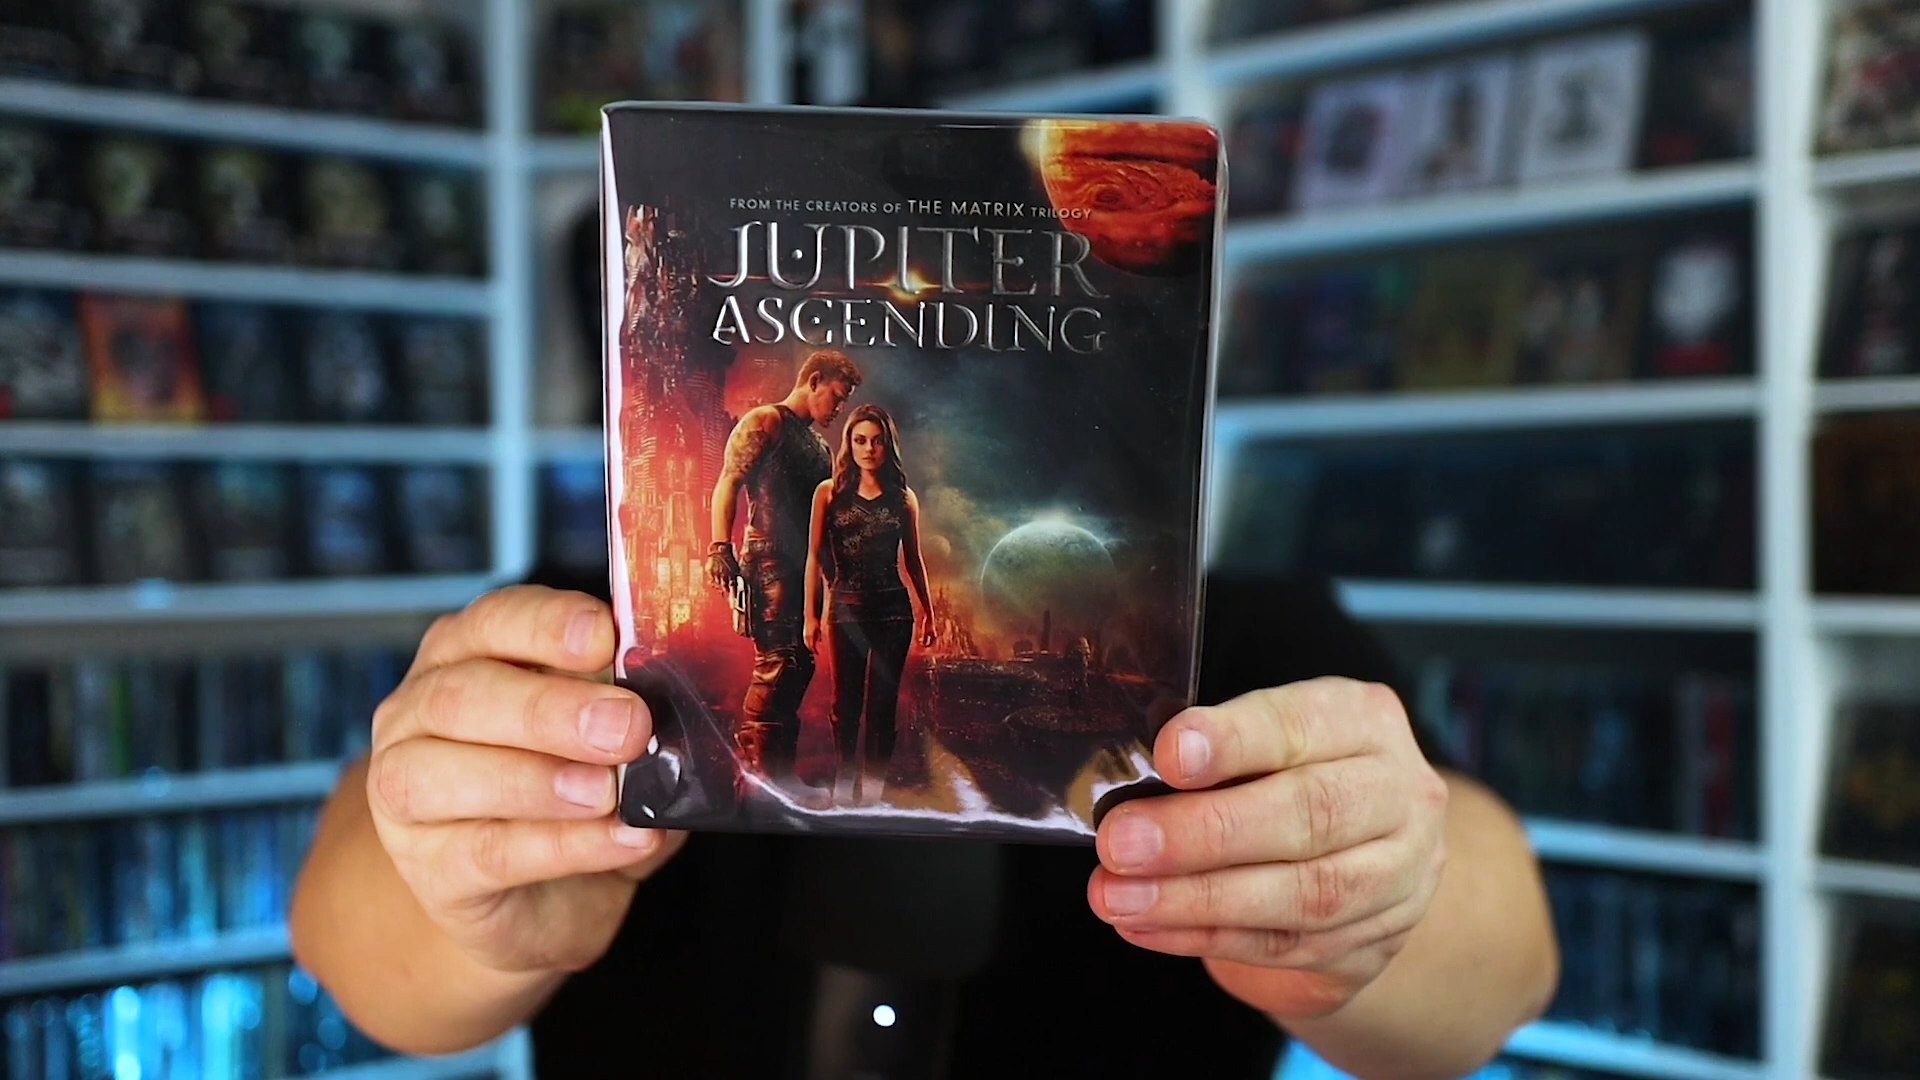 FROM THE CREATORS OF THE MATRIX TRILOGY
JUPITER
ASCENDING